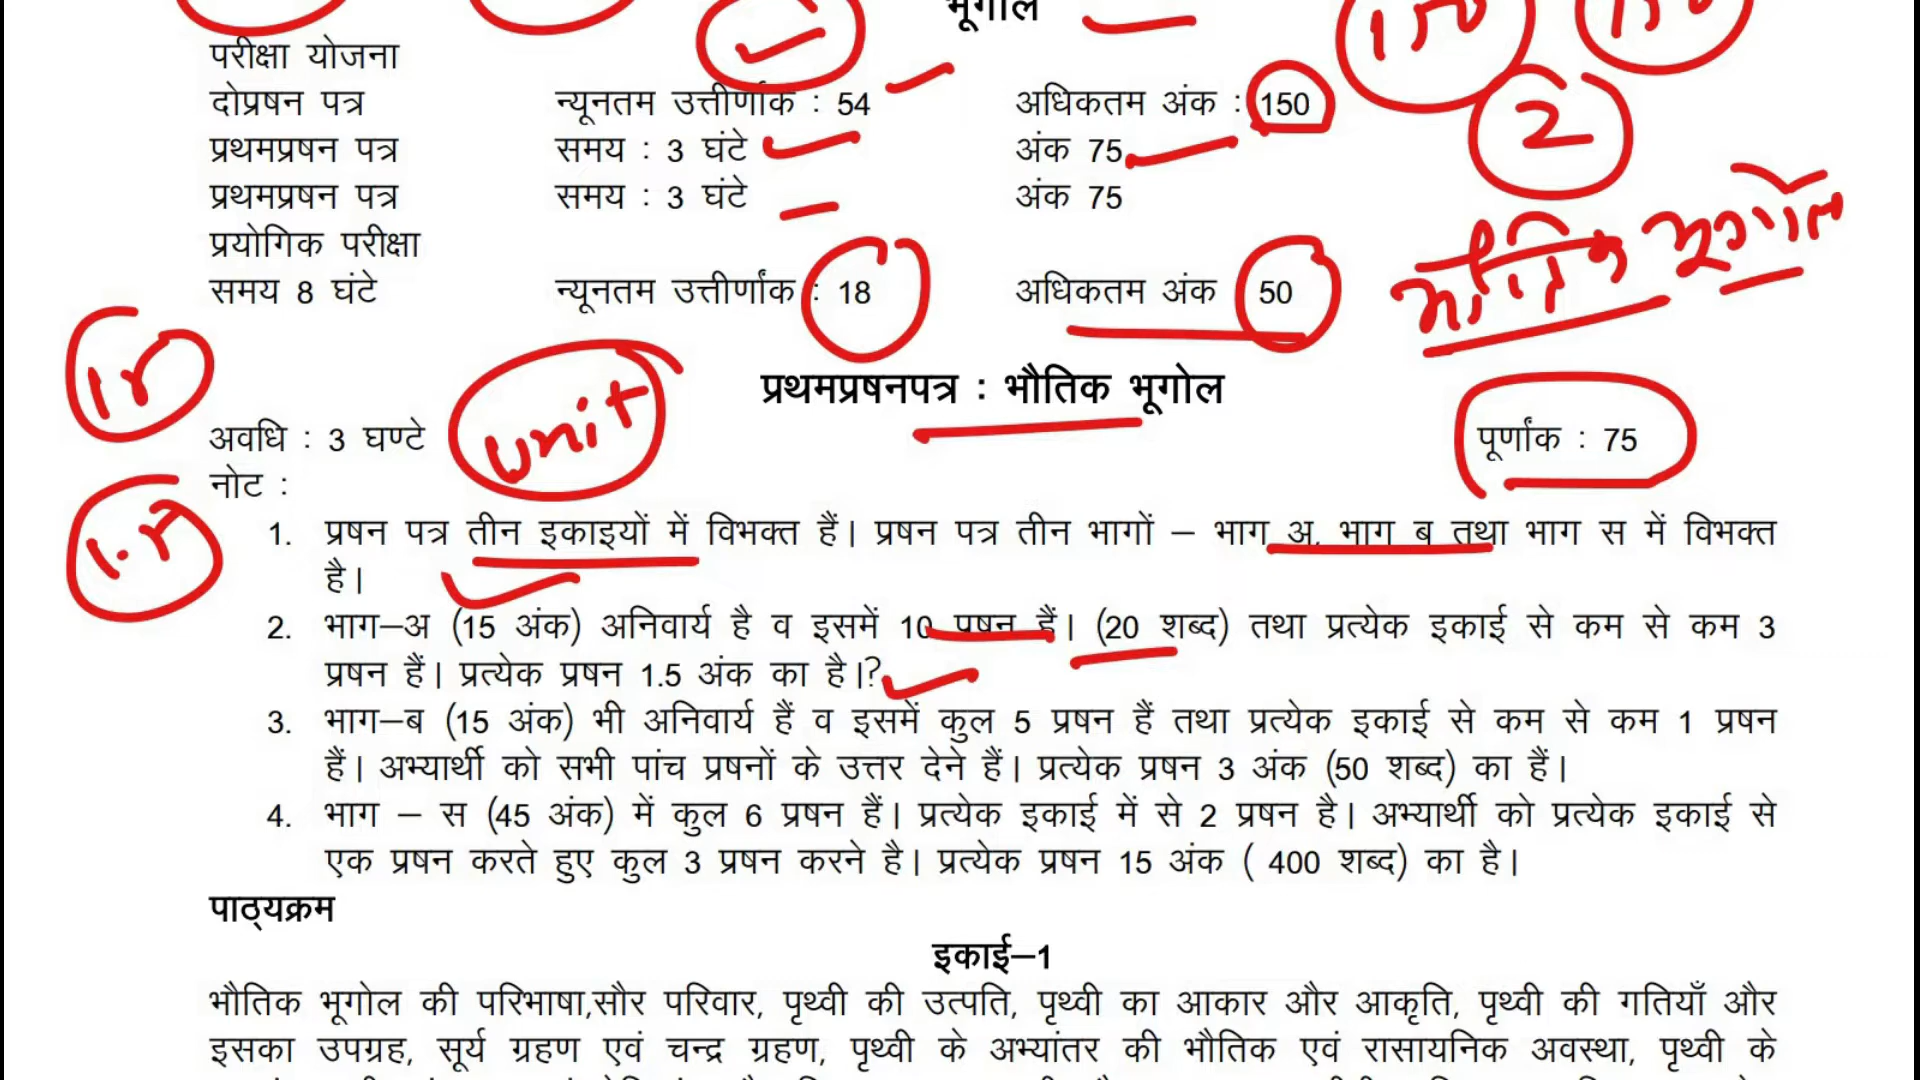 भूगोल
150
150
परीक्षा योजना
दोप्रषन पत्र न्यूनतम उत्तीर्णांक : 54 अधिकतम अंक : 150
2
प्रथमप्रषन पत्र समय : 3 घंटे अंक 75
प्रथमप्रषन पत्र समय : 3 घंटे अंक 75
प्रयोगिक परीक्षा
भौतिक भूगोल
समय 8 घंटे न्यूनतम उत्तीर्णांक : 18 अधिकतम अंक 50
प्रथमप्रषनपत्र : भौतिक भूगोल
unit
अवधि : 3 घण्टे पूर्णांक : 75
नोट :
1. प्रषन पत्र तीन इकाइयों में विभक्त हैं। प्रषन पत्र तीन भागों – भाग अ, भाग ब तथा भाग स में विभक्त
है।
2. भाग–अ (15 अंक) अनिवार्य है व इसमें 10 प्रषन हैं। (20 शब्द) तथा प्रत्येक इकाई से कम से कम 3
प्रषन हैं। प्रत्येक प्रषन 1.5 अंक का है।?
3. भाग–ब (15 अंक) भी अनिवार्य हैं व इसमें कुल 5 प्रषन हैं तथा प्रत्येक इकाई से कम से कम 1 प्रषन
हैं। अभ्यार्थी को सभी पांच प्रषनों के उत्तर देने हैं। प्रत्येक प्रषन 3 अंक (50 शब्द) का हैं।
4. भाग – स (45 अंक) में कुल 6 प्रषन हैं। प्रत्येक इकाई में से 2 प्रषन है। अभ्यार्थी को प्रत्येक इकाई से
एक प्रषन करते हुए कुल 3 प्रषन करने है। प्रत्येक प्रषन 15 अंक ( 400 शब्द) का है।
पाठ्यक्रम
इकाई–1
भौतिक भूगोल की परिभाषा,सौर परिवार, पृथ्वी की उत्पति, पृथ्वी का आकार और आकृति, पृथ्वी की गतियाँ और
इसका उपग्रह, सूर्य ग्रहण एवं चन्द्र ग्रहण, पृथ्वी के अभ्यांतर की भौतिक एवं रासायनिक अवस्था, पृथ्वी के